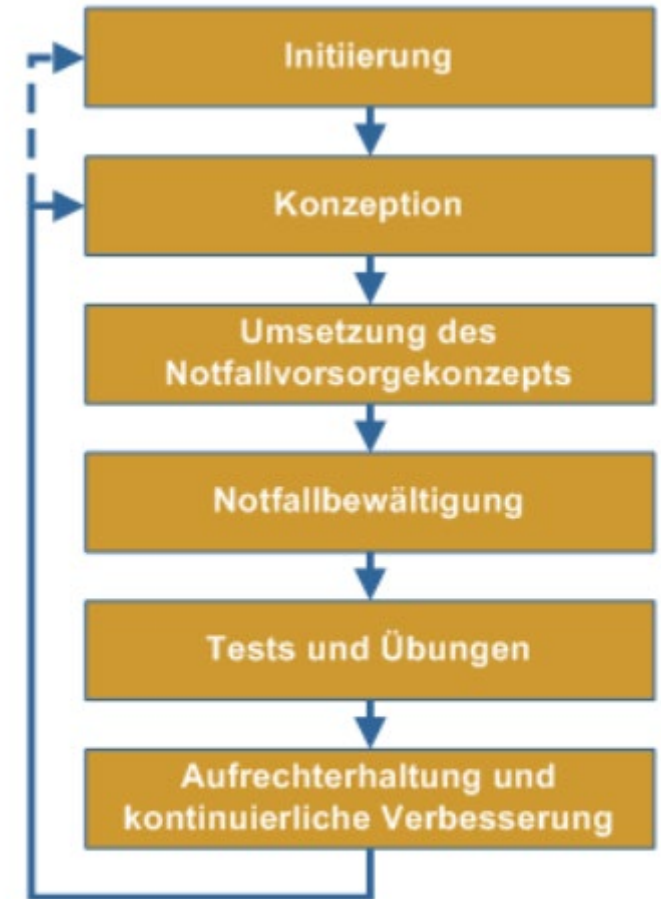 Initiierung
Konzeption
Umsetzung des
Notfallvorsorgekonzepts
Notfallbewältigung
Tests und Übungen
Aufrechterhaltung und
kontinuierliche Verbesserung